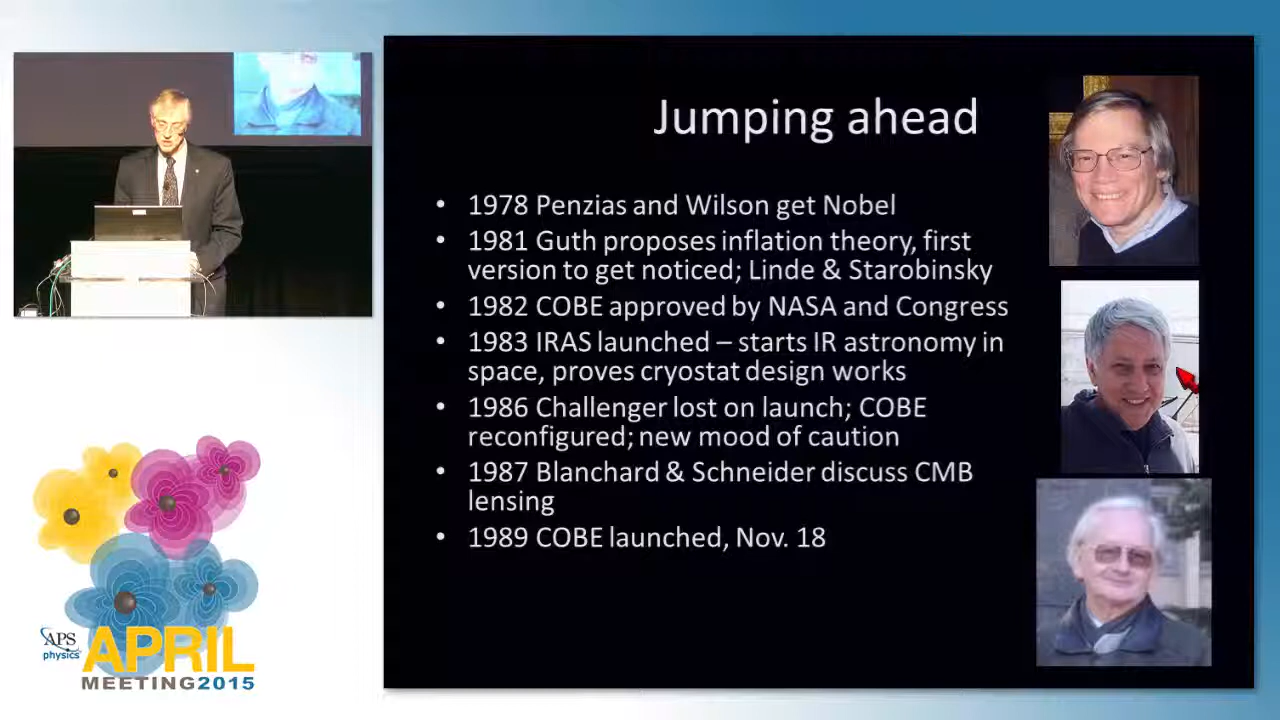 Jumping ahead
• 1978 Penzias and Wilson get Nobel
• 1981 Guth proposes inflation theory, first
version to get noticed; Linde & Starobinsky
• 1982 COBE approved by NASA and Congress
• 1983 IRAS launched – starts IR astronomy in
space, proves cryostat design works
• 1986 Challenger lost on launch; COBE
reconfigured; new mood of caution
• 1987 Blanchard & Schneider discuss CMB
lensing
• 1989 COBE launched, Nov. 18
APS
physics
APRIL
MEETING2015